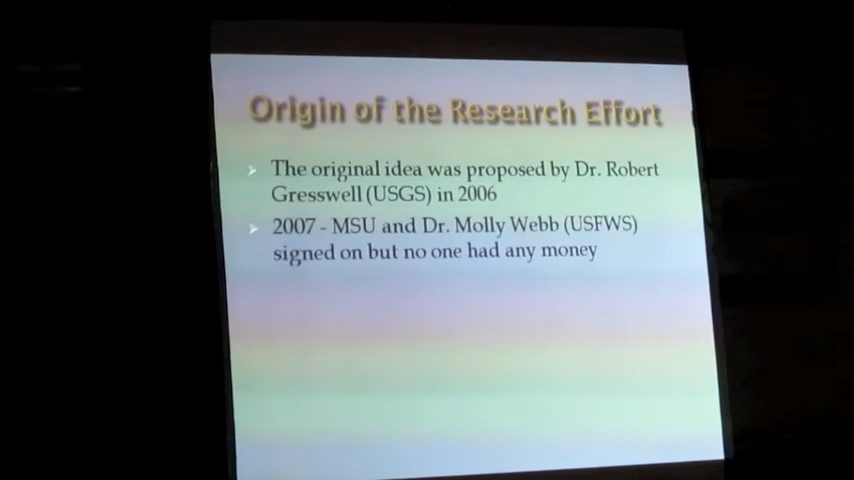 Origin of the Research Effort
The original idea was proposed by Dr. Robert
Gresswell (USGS) in 2006
2007 - MSU and Dr. Molly Webb (USFWS)
signed on but no one had any money